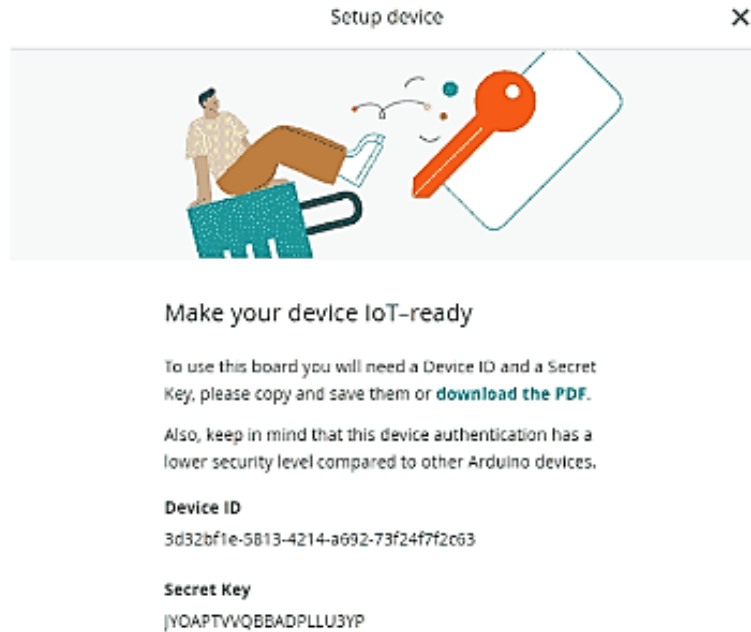 Setup device
Make your device IoT-ready
To use this board you will need a Device ID and a Secret
Key, please copy and save them or download the PDF.
Also, keep in mind that this device authentication has a
lower security level compared to other Arduino devices.
Device ID
3d32bf1e-5813-4214-a692-73f24f7f2c63
Secret Key
JYOAPTVVQBBADPLLU3YP